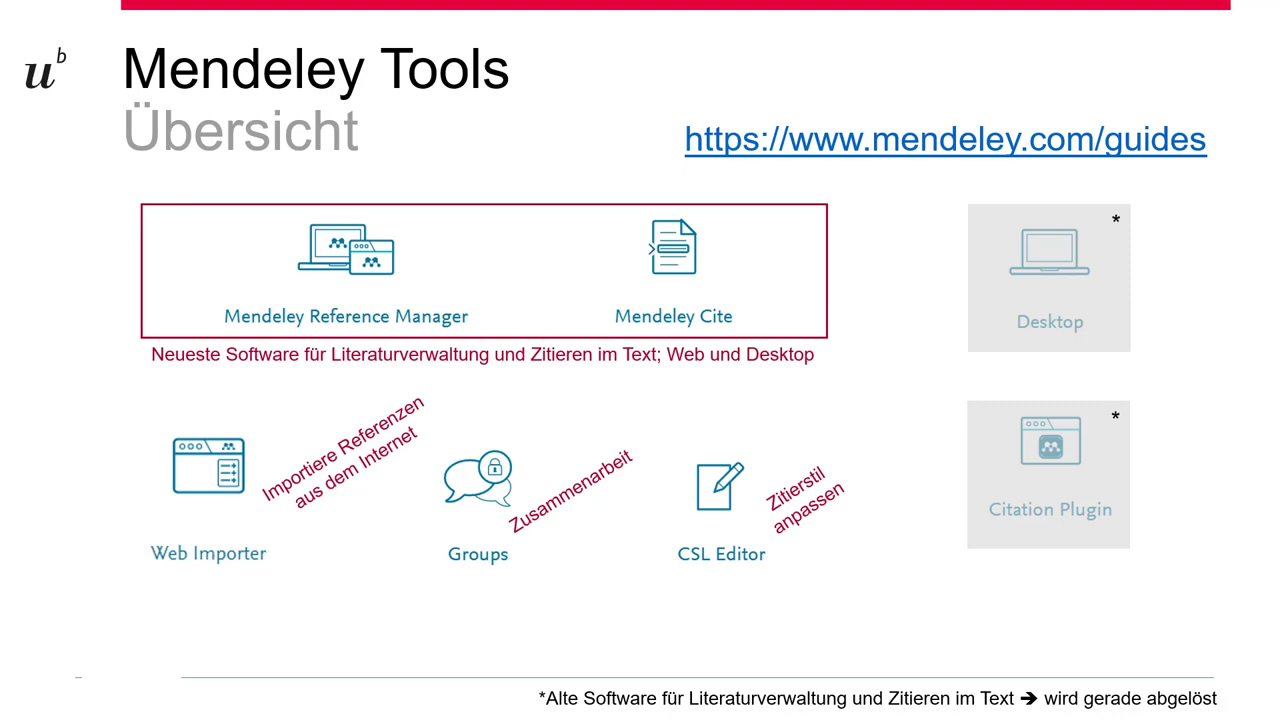 u b
Mendeley Tools
Übersicht
https://www.mendeley.com/guides
Mendeley Reference Manager
Mendeley Cite
Neueste Software für Literaturverwaltung und Zitieren im Text; Web und Desktop
*
Desktop
Importiere Referenzen
aus dem Internet
Web Importer
Zusammenarbeit
Groups
Zitierstil
anpassen
CSL Editor
*
Citation Plugin
*Alte Software für Literaturverwaltung und Zitieren im Text ➔ wird gerade abgelöst